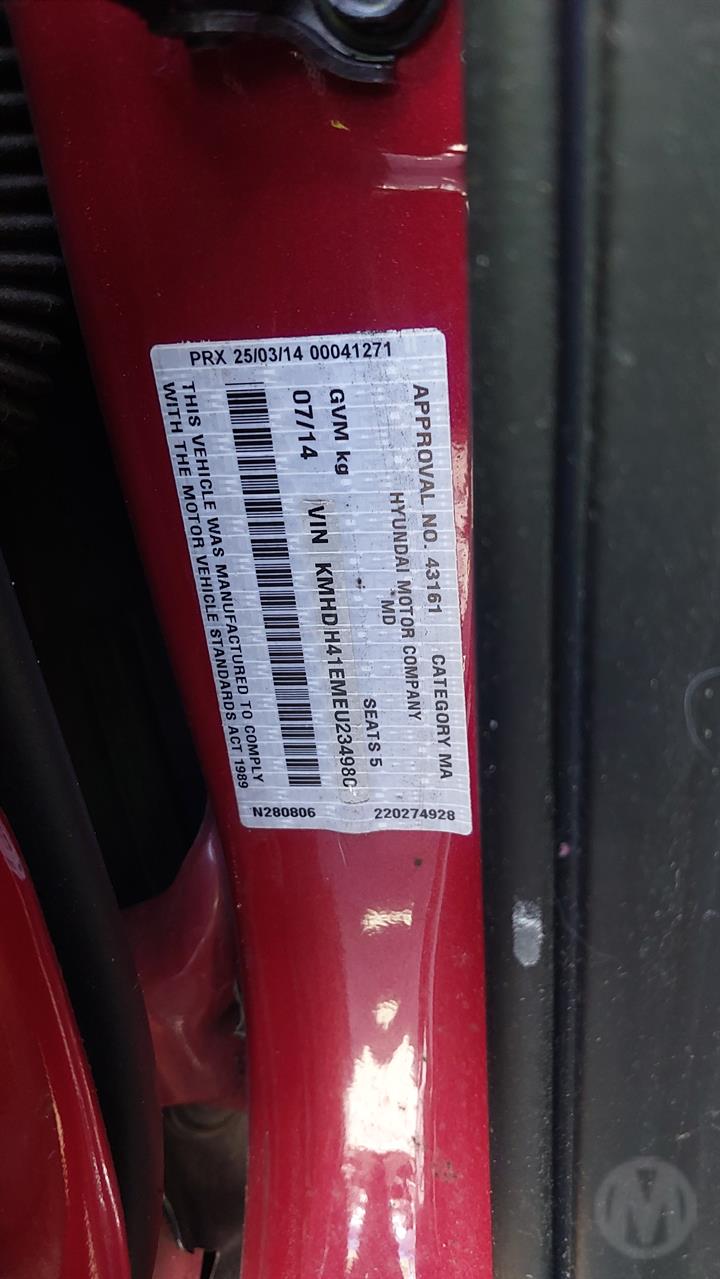 PRX 25/03/14 00041271
APPROVAL NO. 43161 CATEGORY MA
HYUNDAI MOTOR COMPANY
*MD
GVM kg SEATS 5
07/14 VIN KMHDH41EMEU234980
THIS VEHICLE WAS MANUFACTURED TO COMPLY
WITH THE MOTOR VEHICLE STANDARDS ACT 1989
N280806 220274928
M